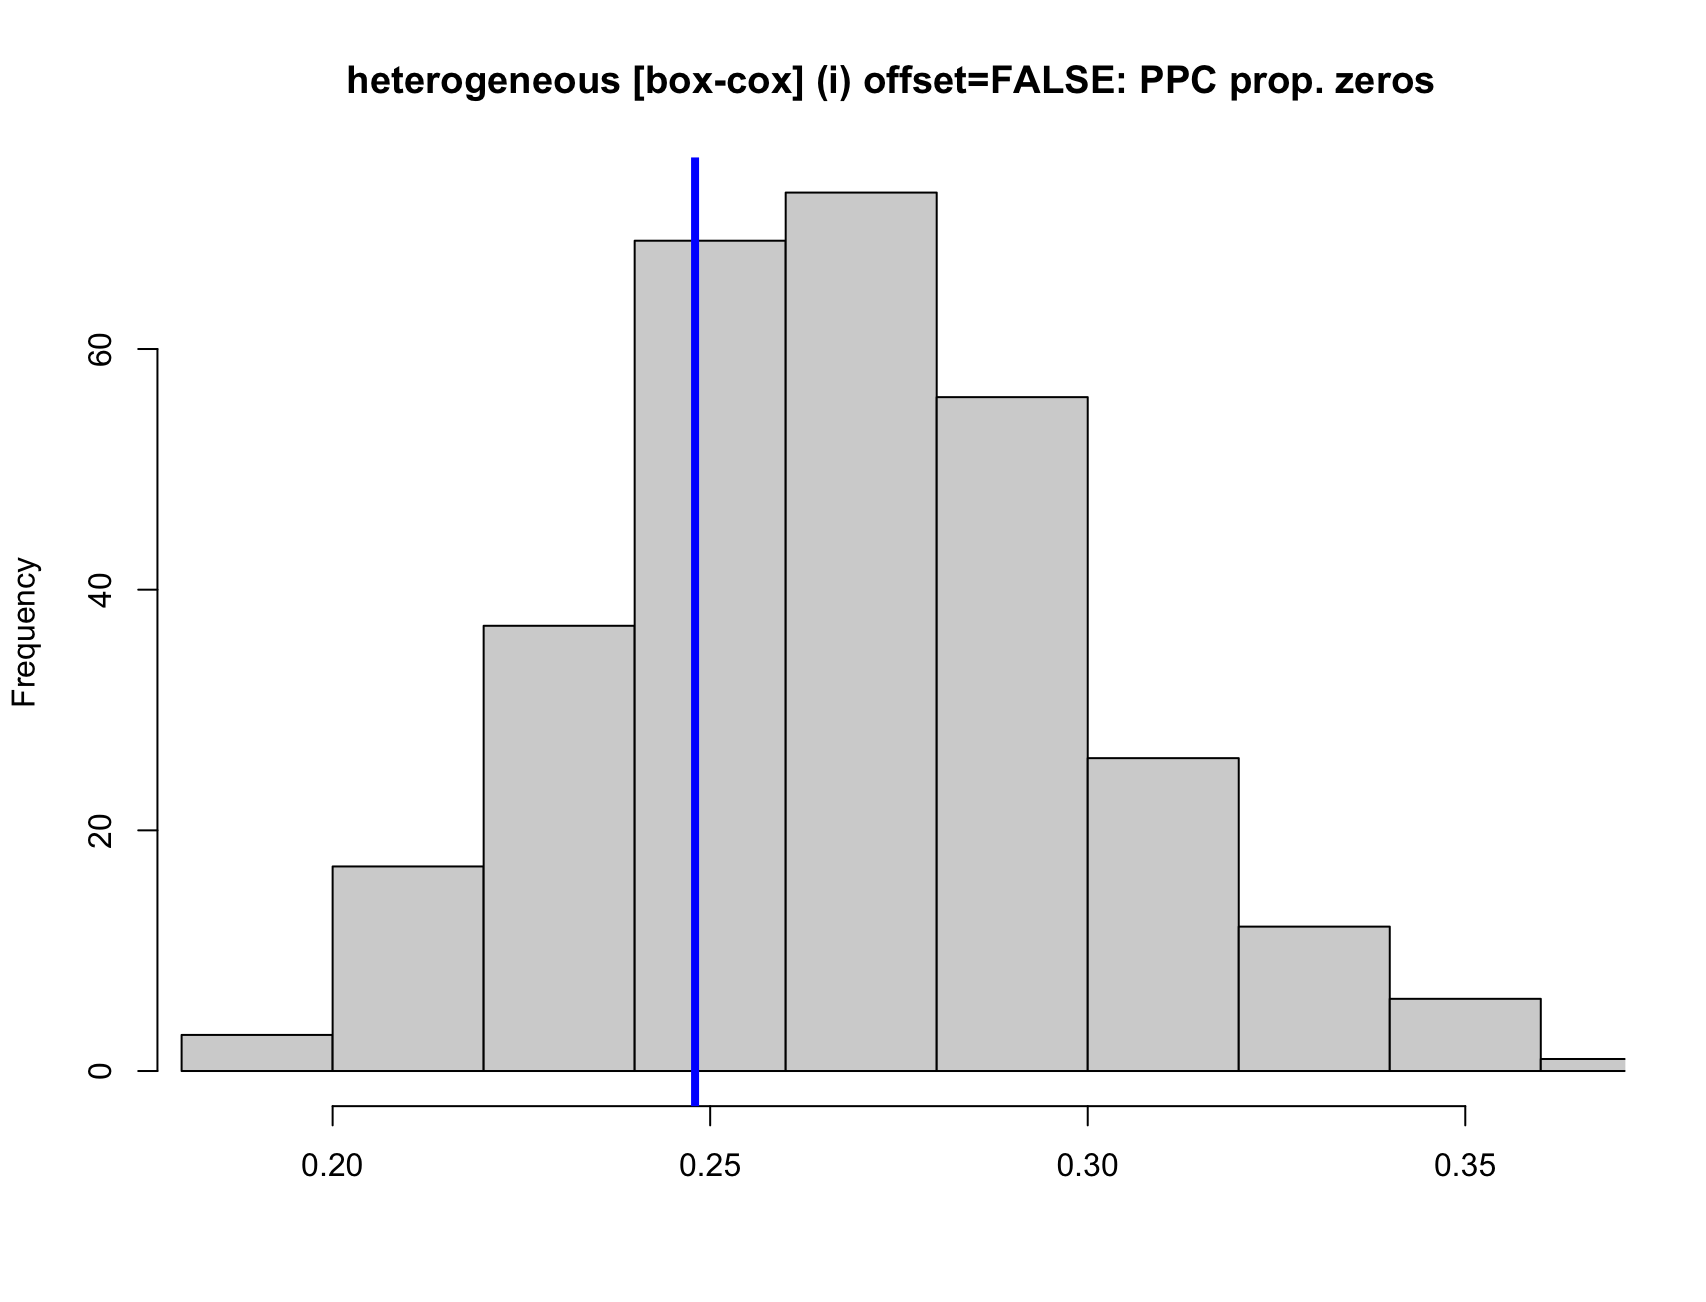 heterogeneous [box-cox] (i) offset=FALSE: PPC prop. zeros
Frequency
60
40
20
0
0.20 0.25 0.30 0.35